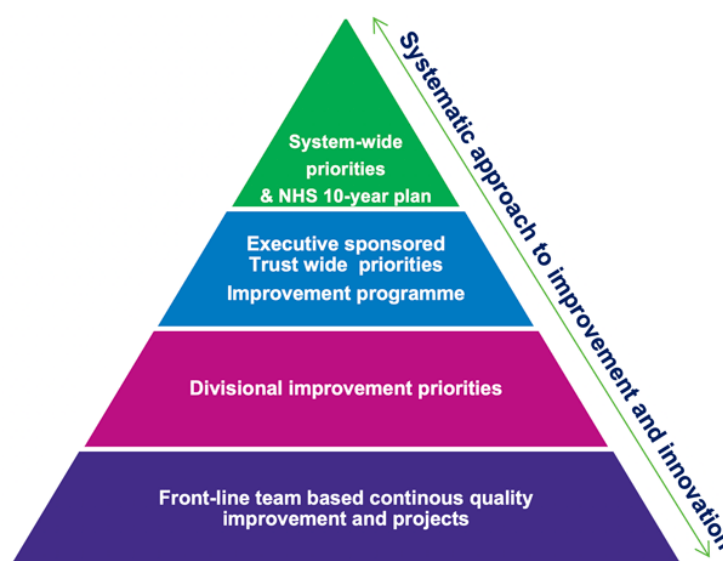 System-wide
priorities
& NHS 10-year plan
Executive sponsored
Trust wide priorities
Improvement programme
Divisional improvement priorities
Front-line team based continous quality
improvement and projects
Systematic approach to improvement and innovation